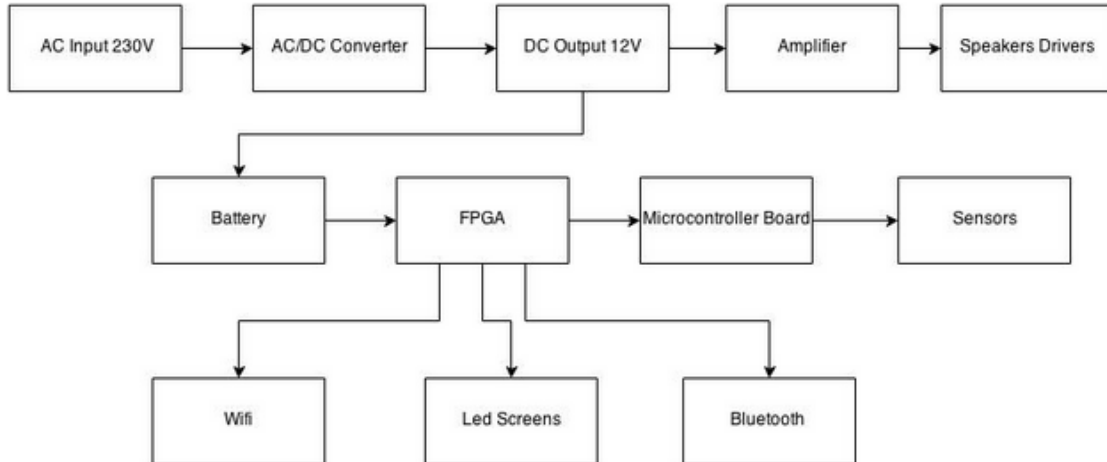 AC Input 230V
AC/DC Converter
DC Output 12V
Amplifier
Speakers Drivers
Battery
FPGA
Microcontroller Board
Sensors
Wifi
Led Screens
Bluetooth